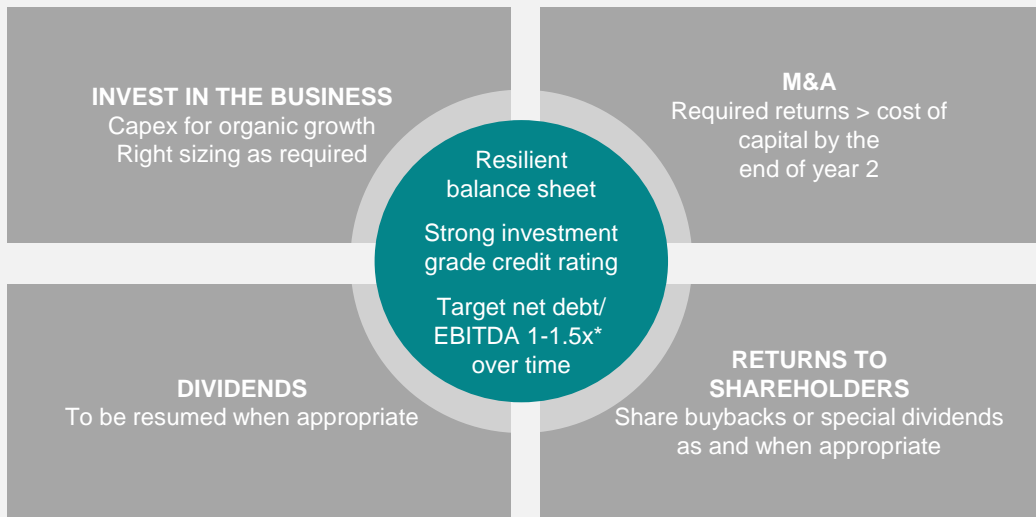 INVEST IN THE BUSINESS
Capex for organic growth
Right sizing as required
M&A
Required returns > cost of
capital by the
end of year 2
Resilient
balance sheet
Strong investment
grade credit rating
Target net debt/
EBITDA 1-1.5x*
over time
DIVIDENDS
To be resumed when appropriate
RETURNS TO
SHAREHOLDERS
Share buybacks or special dividends
as and when appropriate